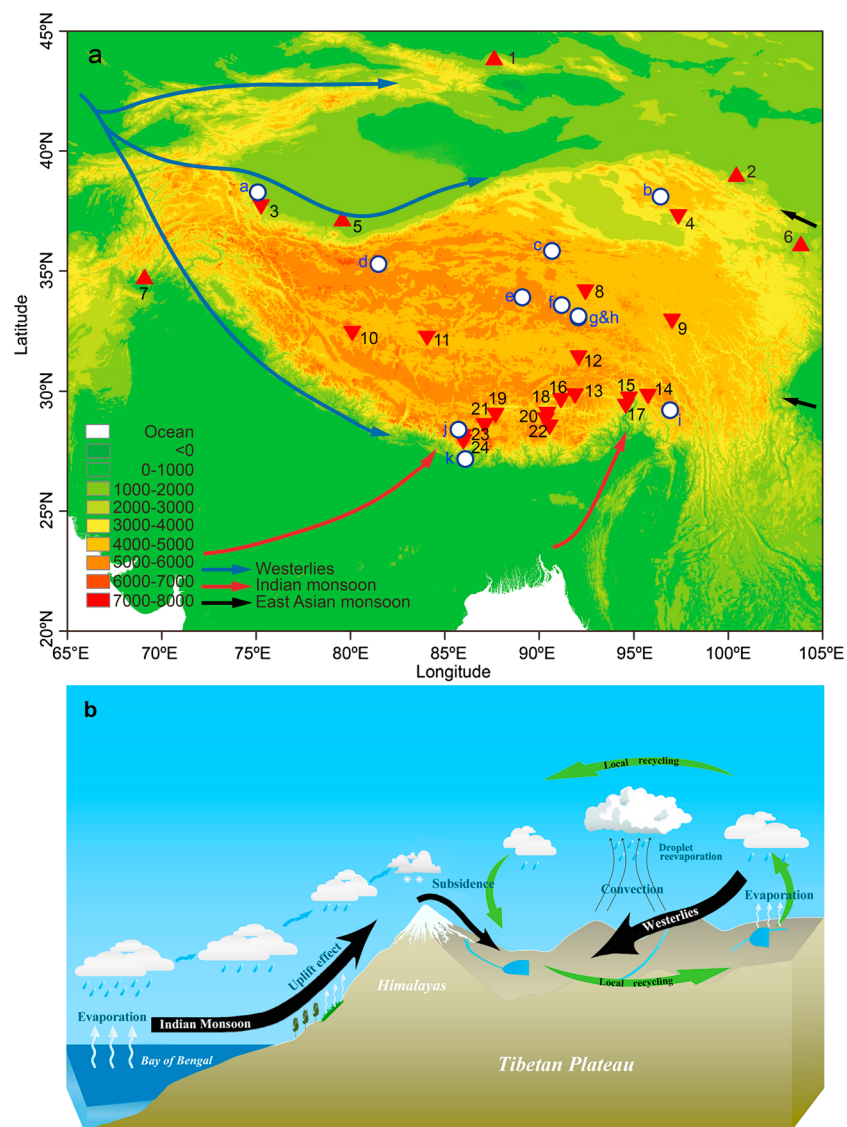 a
45ºN
40ºN
35ºN
30ºN
25ºN
20ºN
Latitude
65ºE
70ºE
75ºE
80ºE
85ºE
90ºE
95ºE
100ºE
105ºE
Longitude
1
2
a
3
b
4
5
6
c
d
7
e
f
8
g&h
9
10
11
12
13
14
15
16
17
18
19
20
21
22
i
j
23
24
k
Ocean
<0
0-1000
1000-2000
2000-3000
3000-4000
4000-5000
5000-6000
6000-7000
7000-8000
Westerlies
Indian monsoon
East Asian monsoon
b
Local recycling
Droplet
reevaporation
Subsidence
Convection
Evaporation
Westerlies
Uplift effect
Himalayas
Local recycling
Evaporation
Indian Monsoon
Bay of Bengal
Tibetan Plateau